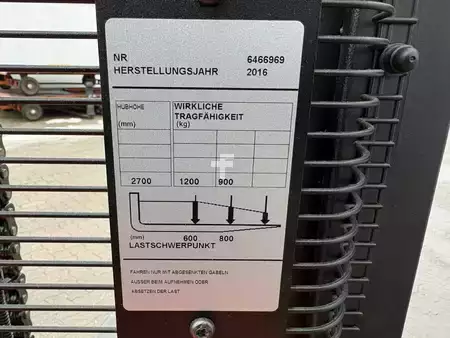 NR 6466969
HERSTELLUNGSJAHR 2016
HUBHÖHE WIRKLICHE
TRAGFÄHIGKEIT
(mm) (kg)
2700 1200 900
(mm) 600 800
LASTSCHWERPUNKT
FAHREN NUR MIT ABGESENKTEN GABELN
AUSSER BEIM AUFNEHMEN ODER
ABSETZEN DER LAST